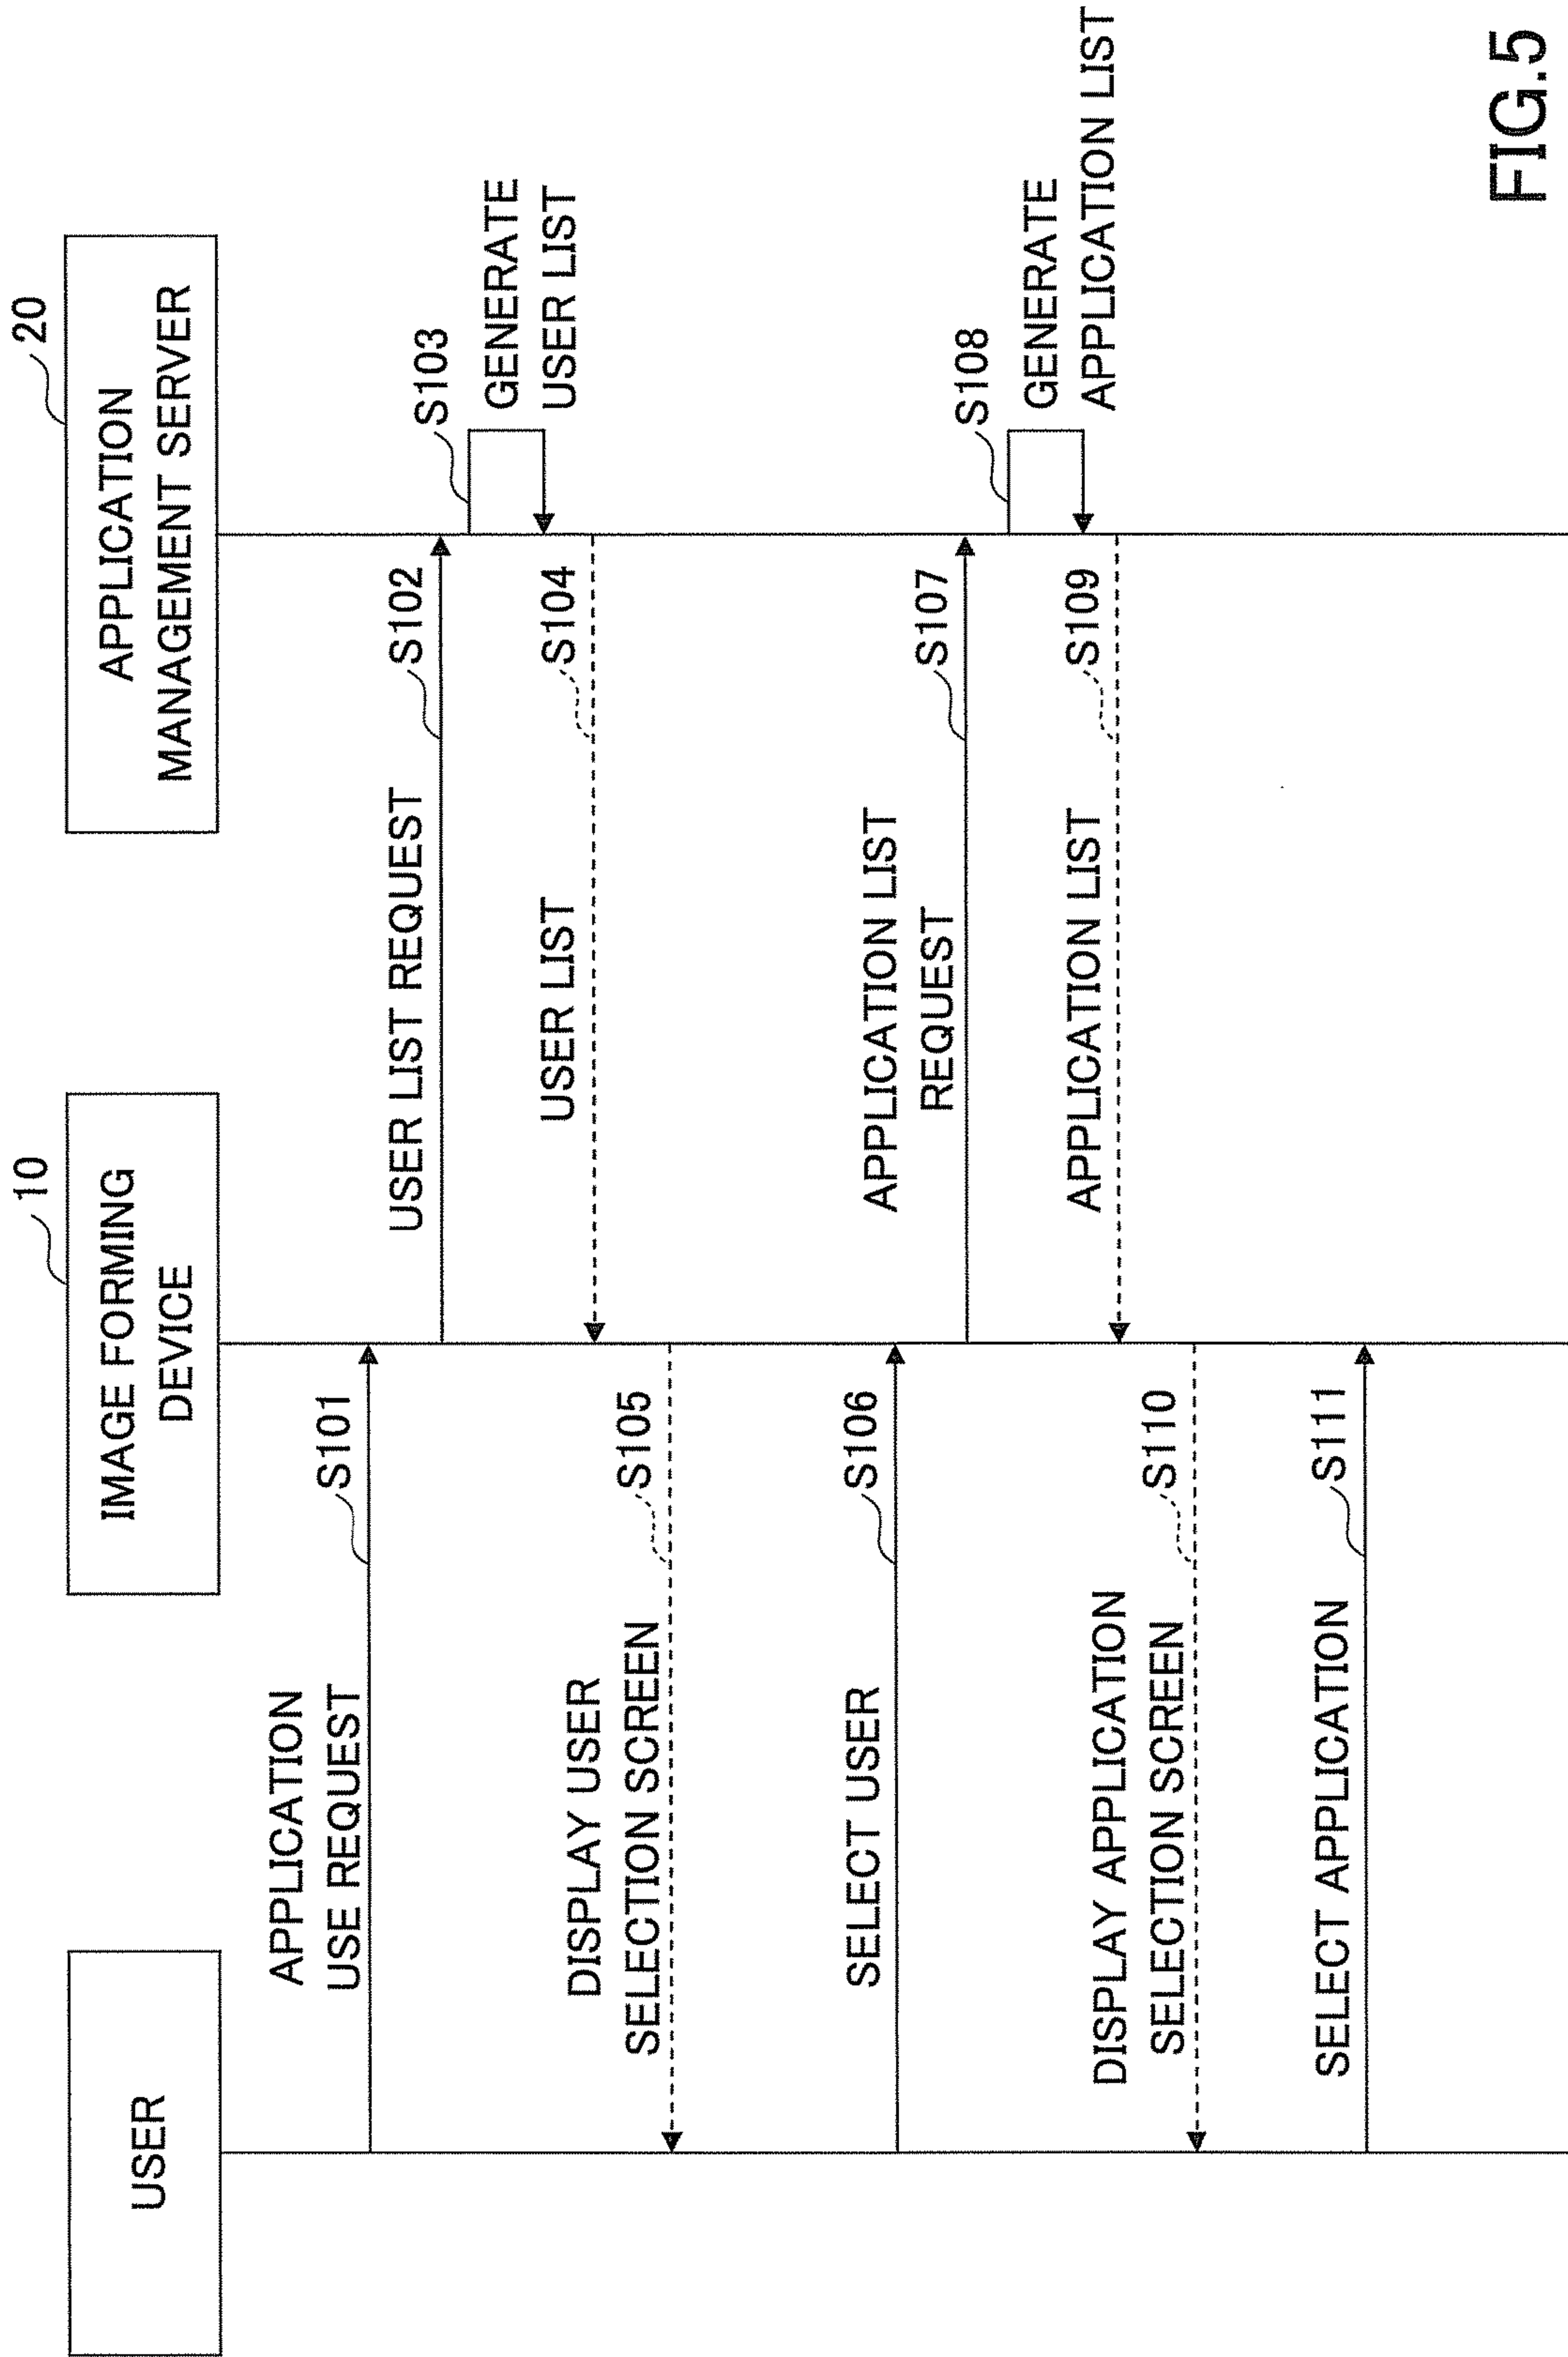 USER
10
IMAGE FORMING
DEVICE
20
APPLICATION
MANAGEMENT SERVER
APPLICATION
USE REQUEST
S101
USER LIST REQUEST
S102
S103
GENERATE
USER LIST
USER LIST
S104
DISPLAY USER
SELECTION SCREEN
S105
SELECT USER
S106
APPLICATION LIST
REQUEST
S107
S108
GENERATE
APPLICATION LIST
APPLICATION LIST
S109
DISPLAY APPLICATION
SELECTION SCREEN
S110
SELECT APPLICATION
S111
FIG.5